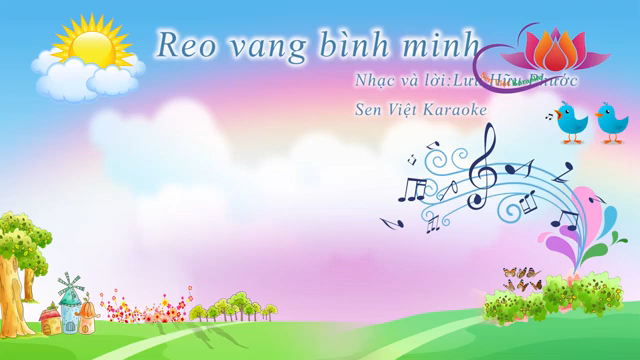 Reo vang bình minh
Nhạc và lời:Lưu Hữu Phước
Sen Việt Karaoke